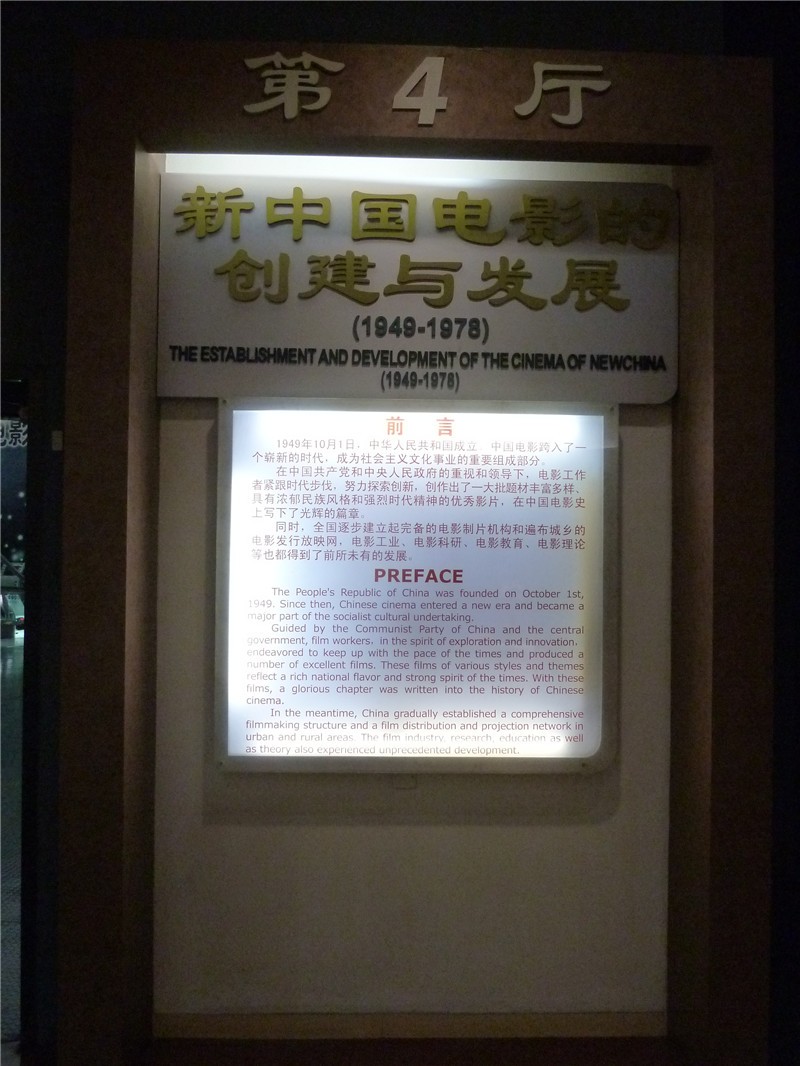 第4厅
新中国电影的
创建与发展
(1949-1978)
THE ESTABLISHMENT AND DEVELOPMENT OF THE CINEMA OF NEWCHINA
(1949-1978)
前言
1949年10月1日,中华人民共和国成立,中国电影跨入了一
个崭新的时代,成为社会主义文化事业的重要组成部分。
在中国共产党和中央人民政府的重视和领导下,电影工作
者紧跟时代步伐,努力探索创新,创作出了一大批题材丰富多样、
具有浓郁民族风格和强烈时代精神的优秀影片,在中国电影史
上写下了光辉的篇章。
同时,全国逐步建立起完备的电影制片机构和遍布城乡的
电影发行放映网,电影工业、电影科研、电影教育、电影理论
等也都得到了前所未有的发展。
PREFACE
The People's Republic of China was founded on October 1st,
1949. Since then, Chinese cinema entered a new era and became a
major part of the socialist cultural undertaking.
Guided by the Communist Party of China and the central
government, film workers, in the spirit of exploration and innovation,
endeavored to keep up with the pace of the times and produced a
number of excellent films. These films of various styles and themes
reflect a rich national flavor and strong spirit of the times. With these
films, a glorious chapter was written into the history of Chinese
cinema.
In the meantime, China gradually established a comprehensive
filmmaking structure and a film distribution and projection network in
urban and rural areas. The film industry, research, education as well
as theory also experienced unprecedented development.
电影